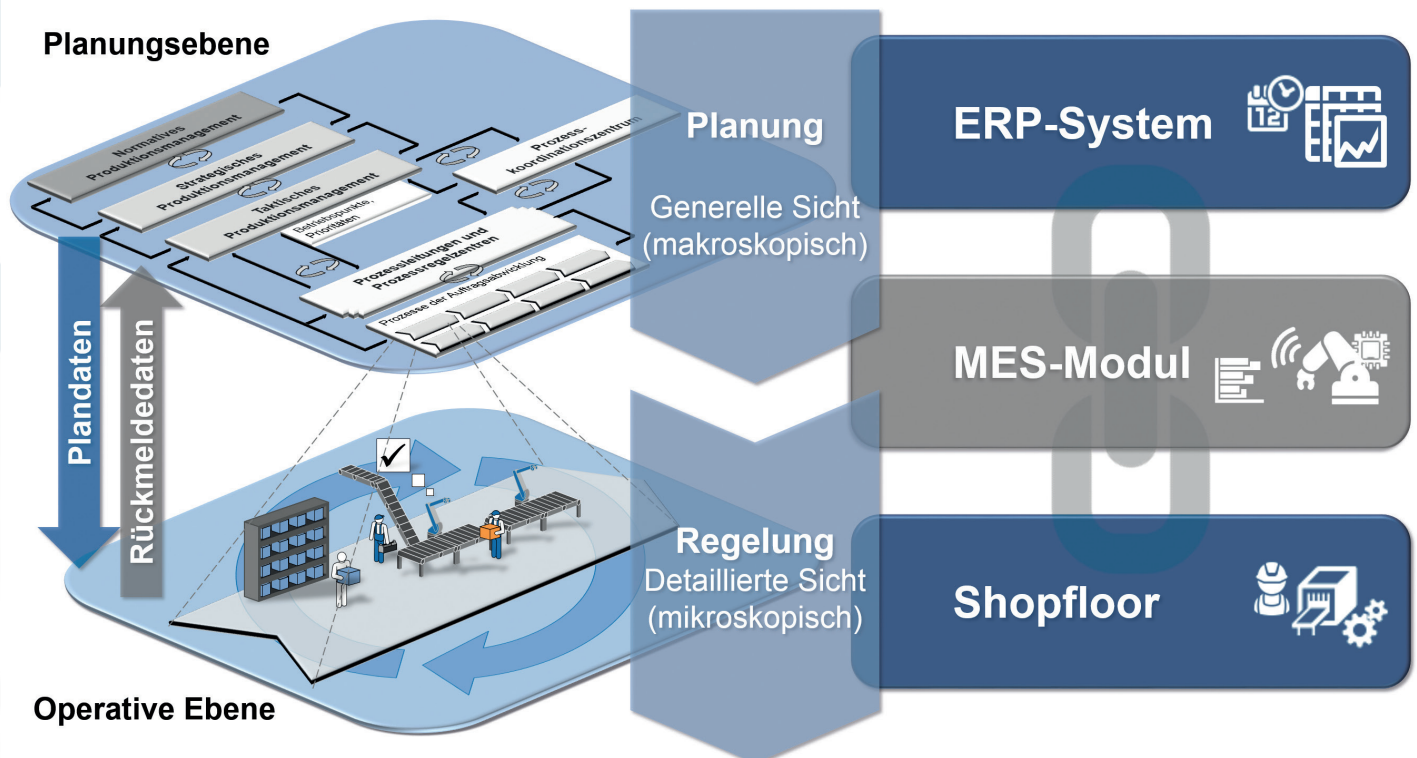 Planungsebene
Normatives
Produktionsmanagement
Strategisches
Produktionsmanagement
Taktisches
Produktionsmanagement
Prozess-
koordinationszentrum
Betriebspunkte,
Prioritäten
Prozessleitungen und
Prozessregelzentren
Prozesse der Auftragsabwicklung
Plandaten
Rückmeldedaten
Operative Ebene
Planung
Generelle Sicht
(makroskopisch)
Regelung
Detaillierte Sicht
(mikroskopisch)
ERP-System
12
MES-Modul
Shopfloor